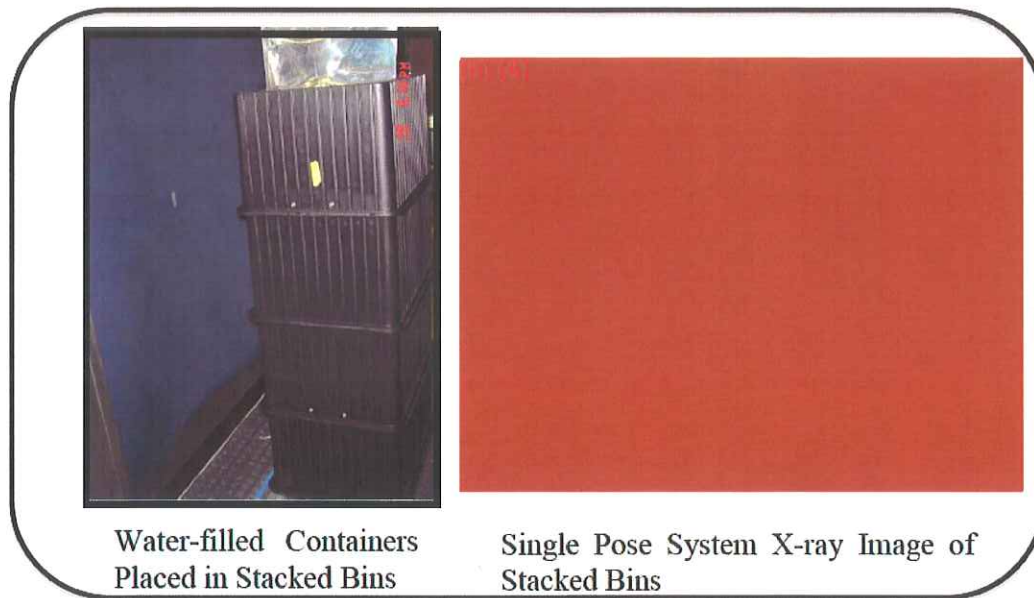 Water-filled Containers
Placed in Stacked Bins
Single Pose System X-ray Image of
Stacked Bins